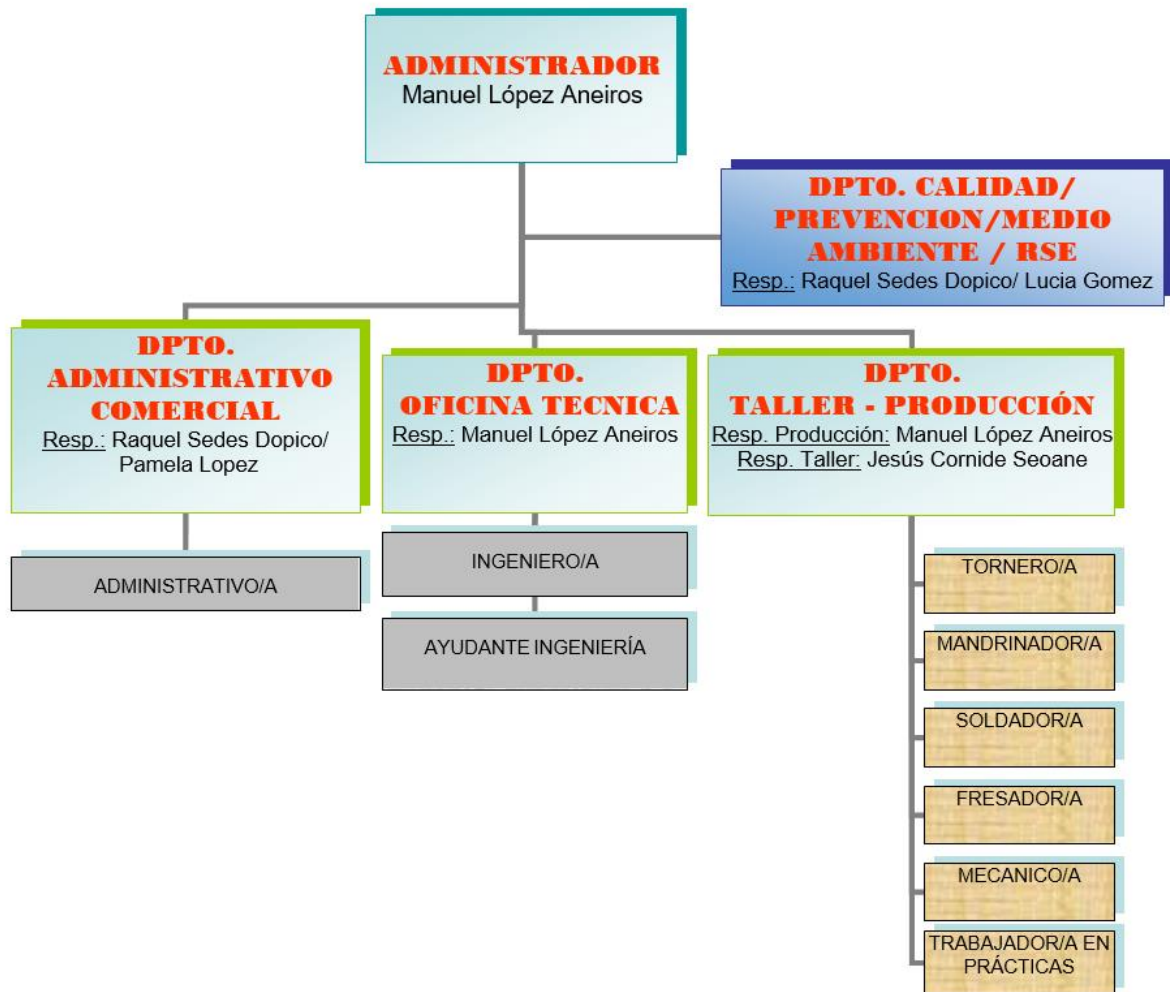 ADMINISTRADOR
Manuel López Aneiros
DPTO. CALIDAD/
PREVENCION/MEDIO
AMBIENTE / RSE
Resp.: Raquel Sedes Dopico/ Lucia Gomez
DPTO.
ADMINISTRATIVO
COMERCIAL
Resp.: Raquel Sedes Dopico/
Pamela Lopez
DPTO.
OFICINA TECNICA
Resp.: Manuel López Aneiros
DPTO.
TALLER - PRODUCCIÓN
Resp. Producción: Manuel López Aneiros
Resp. Taller: Jesús Cornide Seoane
ADMINISTRATIVO/A
INGENIERO/A
AYUDANTE INGENIERÍA
TORNERO/A
MANDRINADOR/A
SOLDADOR/A
FRESADOR/A
MECANICO/A
TRABAJADOR/A EN
PRÁCTICAS